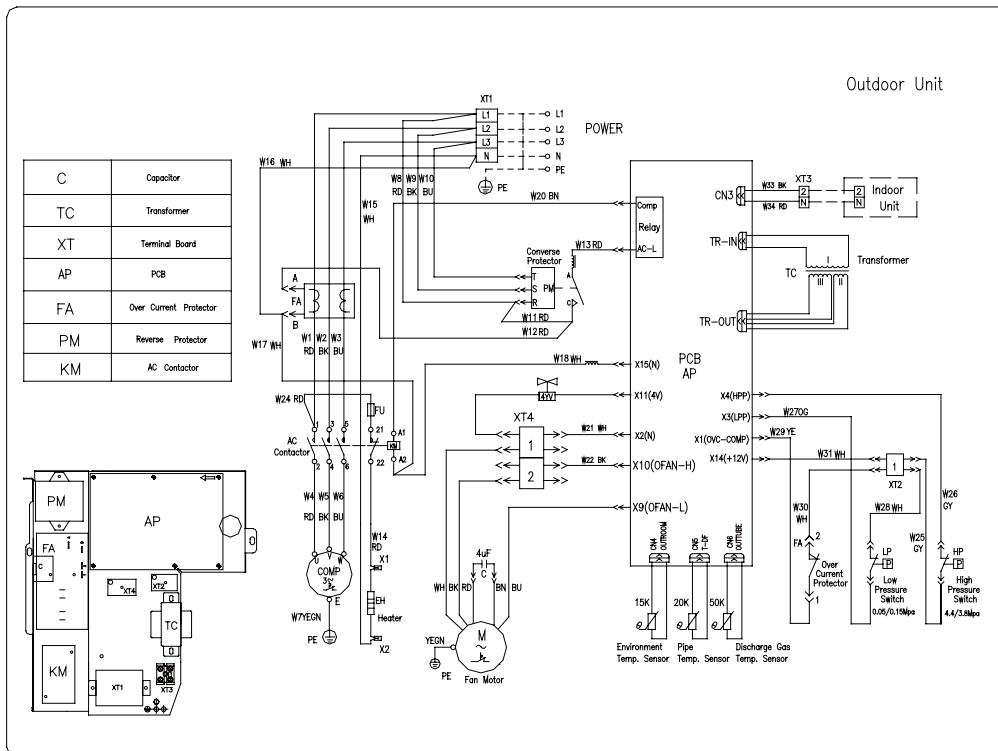 Outdoor Unit
XT1
L1
L2
L3
N
L1
L2
L3
N
PE
POWER
PE
C Capacitor
TC Transformer
XT Terminal Board
AP PCB
FA Over Current Protector
PM Reverse Protector
KM AC Contactor
W16 WH
W8 W9 W10
RD BK BU
W15
WH
W20 BN
Comp
Relay
AC-L
W13 RD
Converse
Protector
T
S
R
PM
A
C
W11 RD
W12 RD
CN3
W33 BK
W34 RD
XT3
2
N
2
N
Indoor
Unit
TR-IN
TC
I
III
II
Transformer
TR-OUT
PCB
AP
A
FA
B
W17 WH
W1 W2 W3
RD BK BU
W18 WH
X15(N)
4YV
X11(4V)
XT4
1
2
W21 WH
X2(N)
W22 BK
X10(OFAN-H)
X9(OFAN-L)
X4(HPP)
X3(LPP)
W27OG
X1(OVC-COMP)
W29 YE
X14(+12V)
W31 WH
1
XT2
W24 RD
FU
1 3 5 21
A1
AC
Contactor
KM
2 4 6 22
A2
W4 W5 W6
RD BK BU
W14
RD
X1
U V W
COMP
3~
E
EH
Heater
W7YEGN
PE
X2
4uF
C
WH BK RD
BN BU
YEGN
PE
M
~
Fan Motor
CN4
OUTROOM
CN5
T-DF
CN6
OUTTUBE
15K
20K
50K
Environment
Temp. Sensor
Pipe
Temp. Sensor
Discharge Gas
Temp. Sensor
W30
WH
FA
2
Over
Current
Protector
1
W28 WH
LP
P
Low
Pressure
Switch
0.05/0.15Mpa
W25
GY
W26
GY
HP
P
High
Pressure
Switch
4.4/3.8Mpa
PM
AP
FA
C
XT4
XT2
TC
KM
XT1
XT3